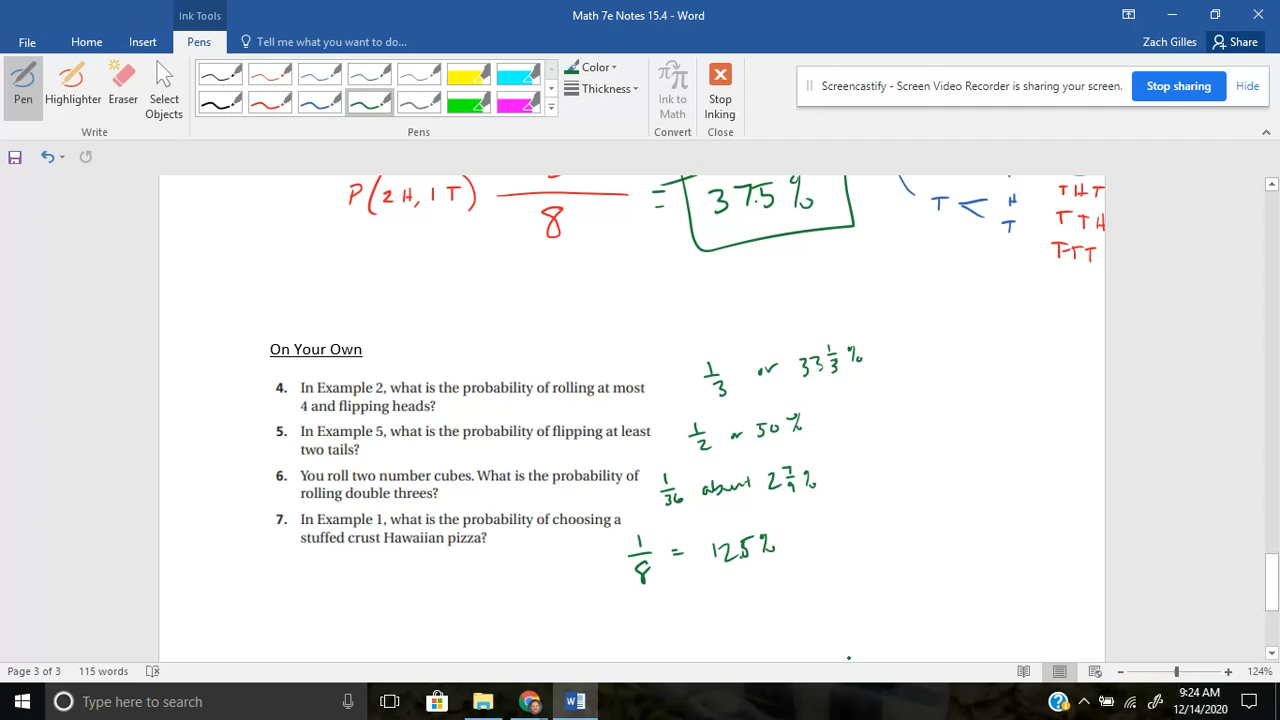 Ink Tools
Math 7e Notes 15.4 - Word
File Home Insert Pens Tell me what you want to do... Zach Gilles Share
Pen Highlighter Eraser Select Objects
Color
Thickness
Ink to Math
Stop Inking
Write Pens Convert Close
Screencastify - Screen Video Recorder is sharing your screen. Stop sharing Hide
P(2H, 1T)
8
= 37.5%
T < H
T
THT
TTH
TTT
On Your Own
4. In Example 2, what is the probability of rolling at most
4 and flipping heads?
1/3 or 33 1/3 %
5. In Example 5, what is the probability of flipping at least
two tails?
1/2 or 50%
6. You roll two number cubes. What is the probability of
rolling double threes?
1/36 about 2 7/9 %
7. In Example 1, what is the probability of choosing a
stuffed crust Hawaiian pizza?
1/8 = 12.5%
Page 3 of 3 115 words 124%
Type here to search
9:24 AM
12/14/2020